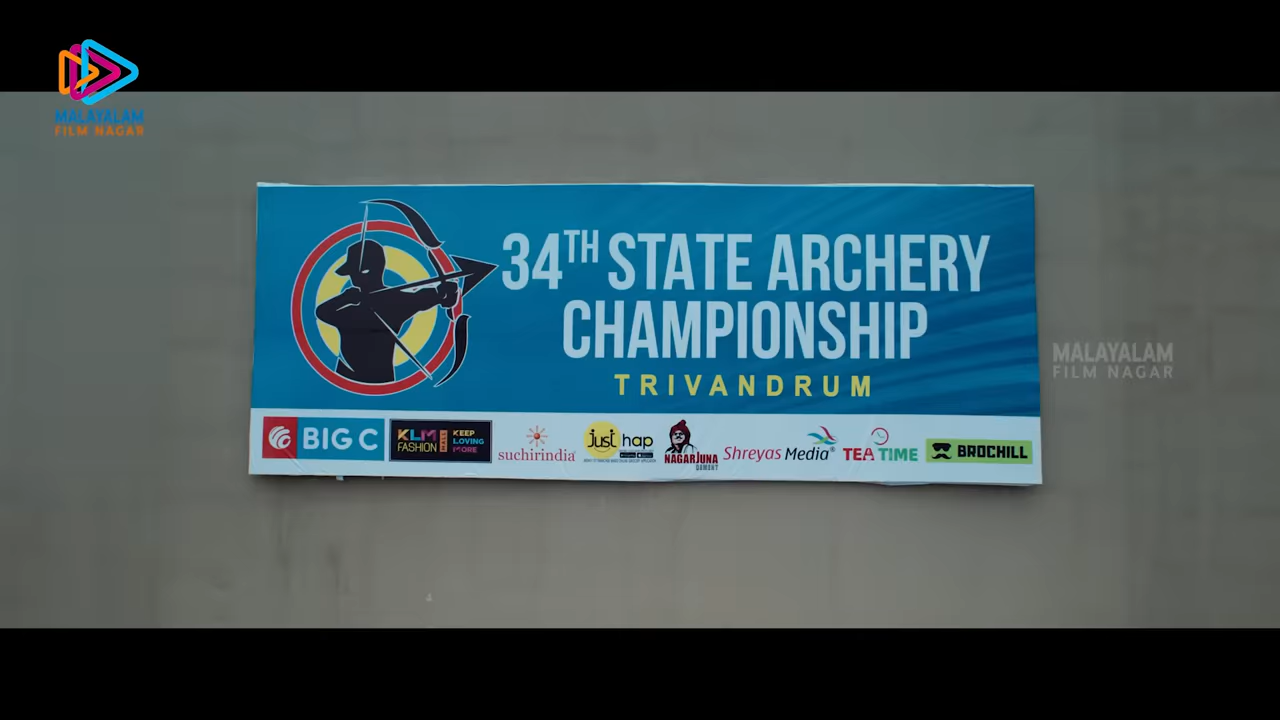 MALAYALAM
FILM NAGAR
34TH STATE ARCHERY
CHAMPIONSHIP
TRIVANDRUM
BIG C
KLM FASHION MALL KEEP LOVING MORE
suchirindia
just hap
NAGARJUNA
Shreyas Media
TEA TIME
BROCHILL
MALAYALAM
FILM NAGAR